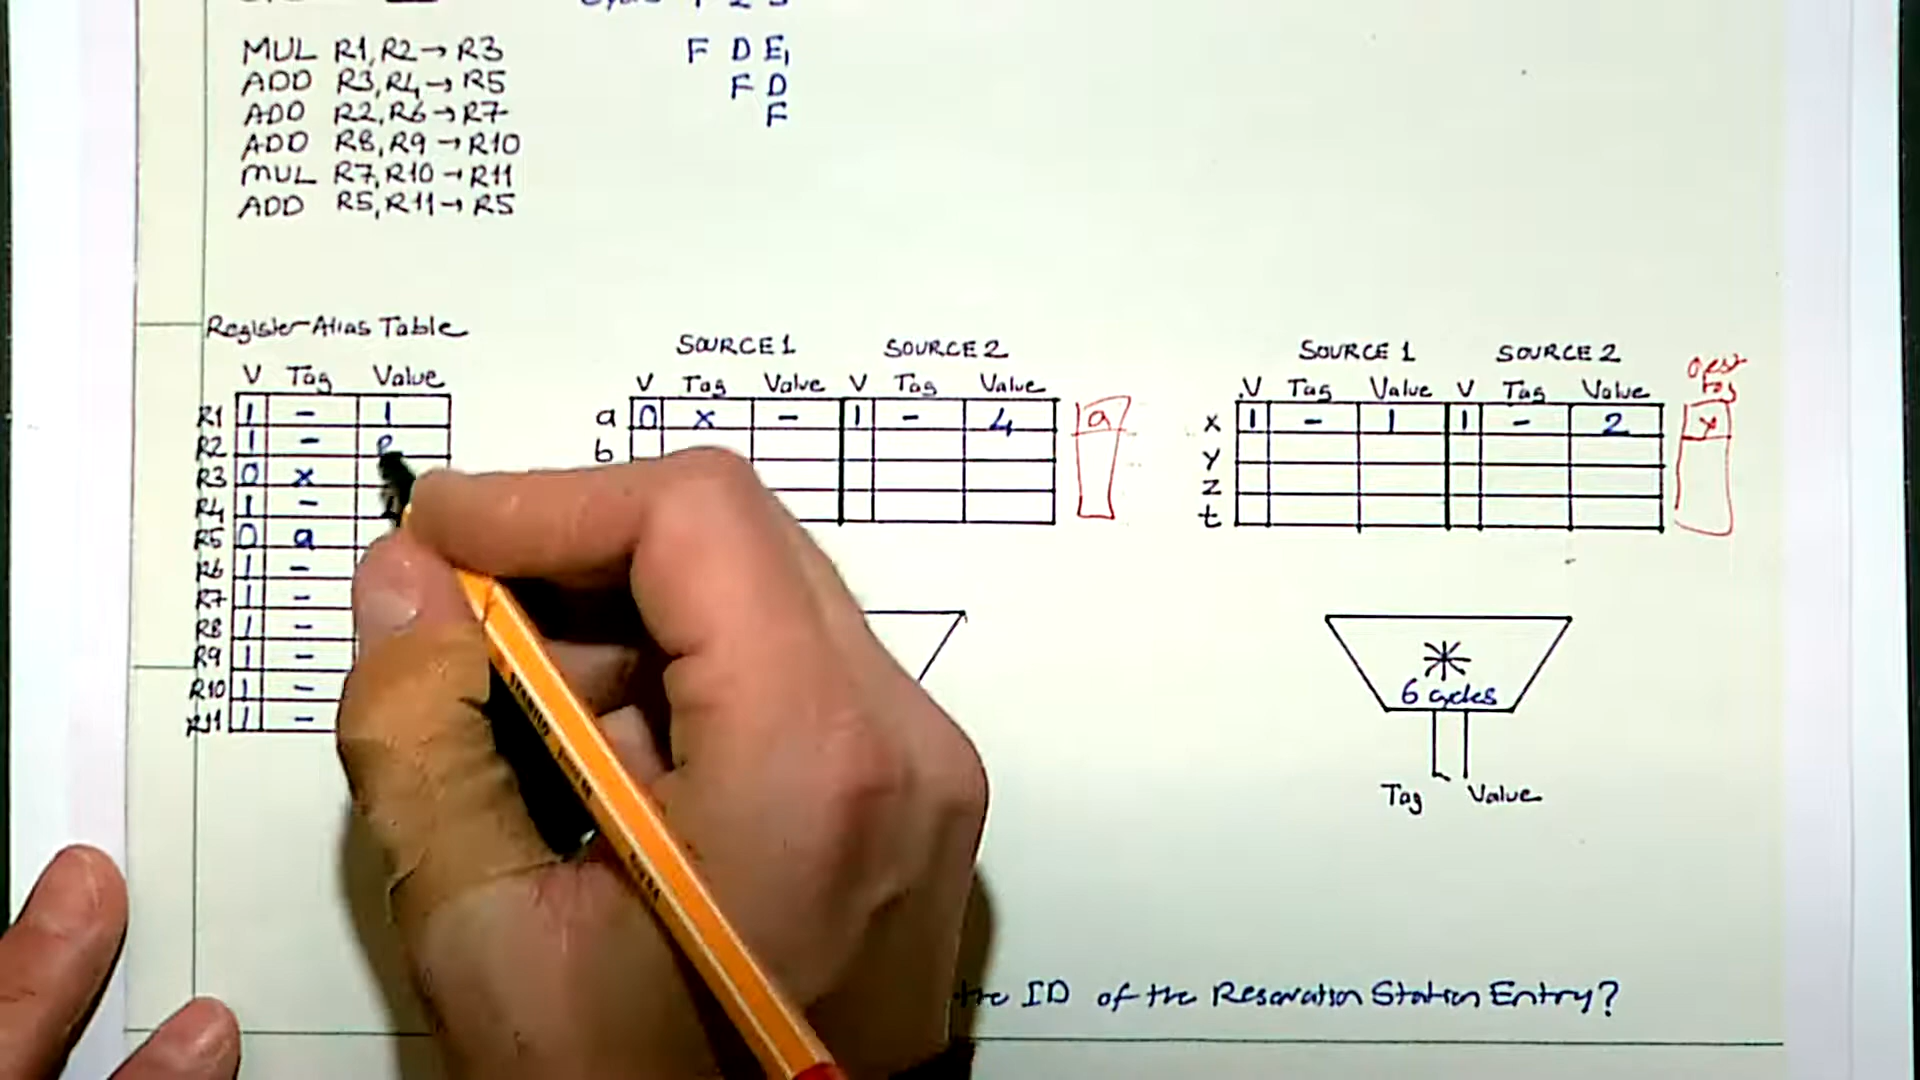 MUL R1,R2→R3 F D E1
ADD R3,R4→R5 F D
ADD R2,R6→R7 F
ADD R8,R9→R10
MUL R7,R10→R11
ADD R5,R11→R5
Register Alias Table
V Tag Value
R1 1 - 1
R2 1 -
R3 0 x
R4 1 -
R5 0 a
R6 1 -
R7 1 -
R8 1 -
R9 1 -
R10 1 -
R11 1 -
SOURCE 1 SOURCE 2
V Tag Value V Tag Value
a 0 x - 1 - 4 a
b
SOURCE 1 SOURCE 2
V Tag Value V Tag Value
x 1 - 1 1 - 2 x
y
z
t
*
6 cycles
Tag Value
the ID of the Reservation Station Entry?